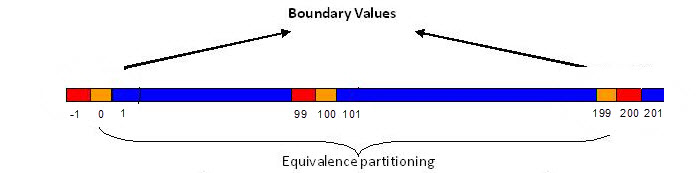 Boundary Values
-1 0 1 99 100 101 199 200 201
Equivalence partitioning